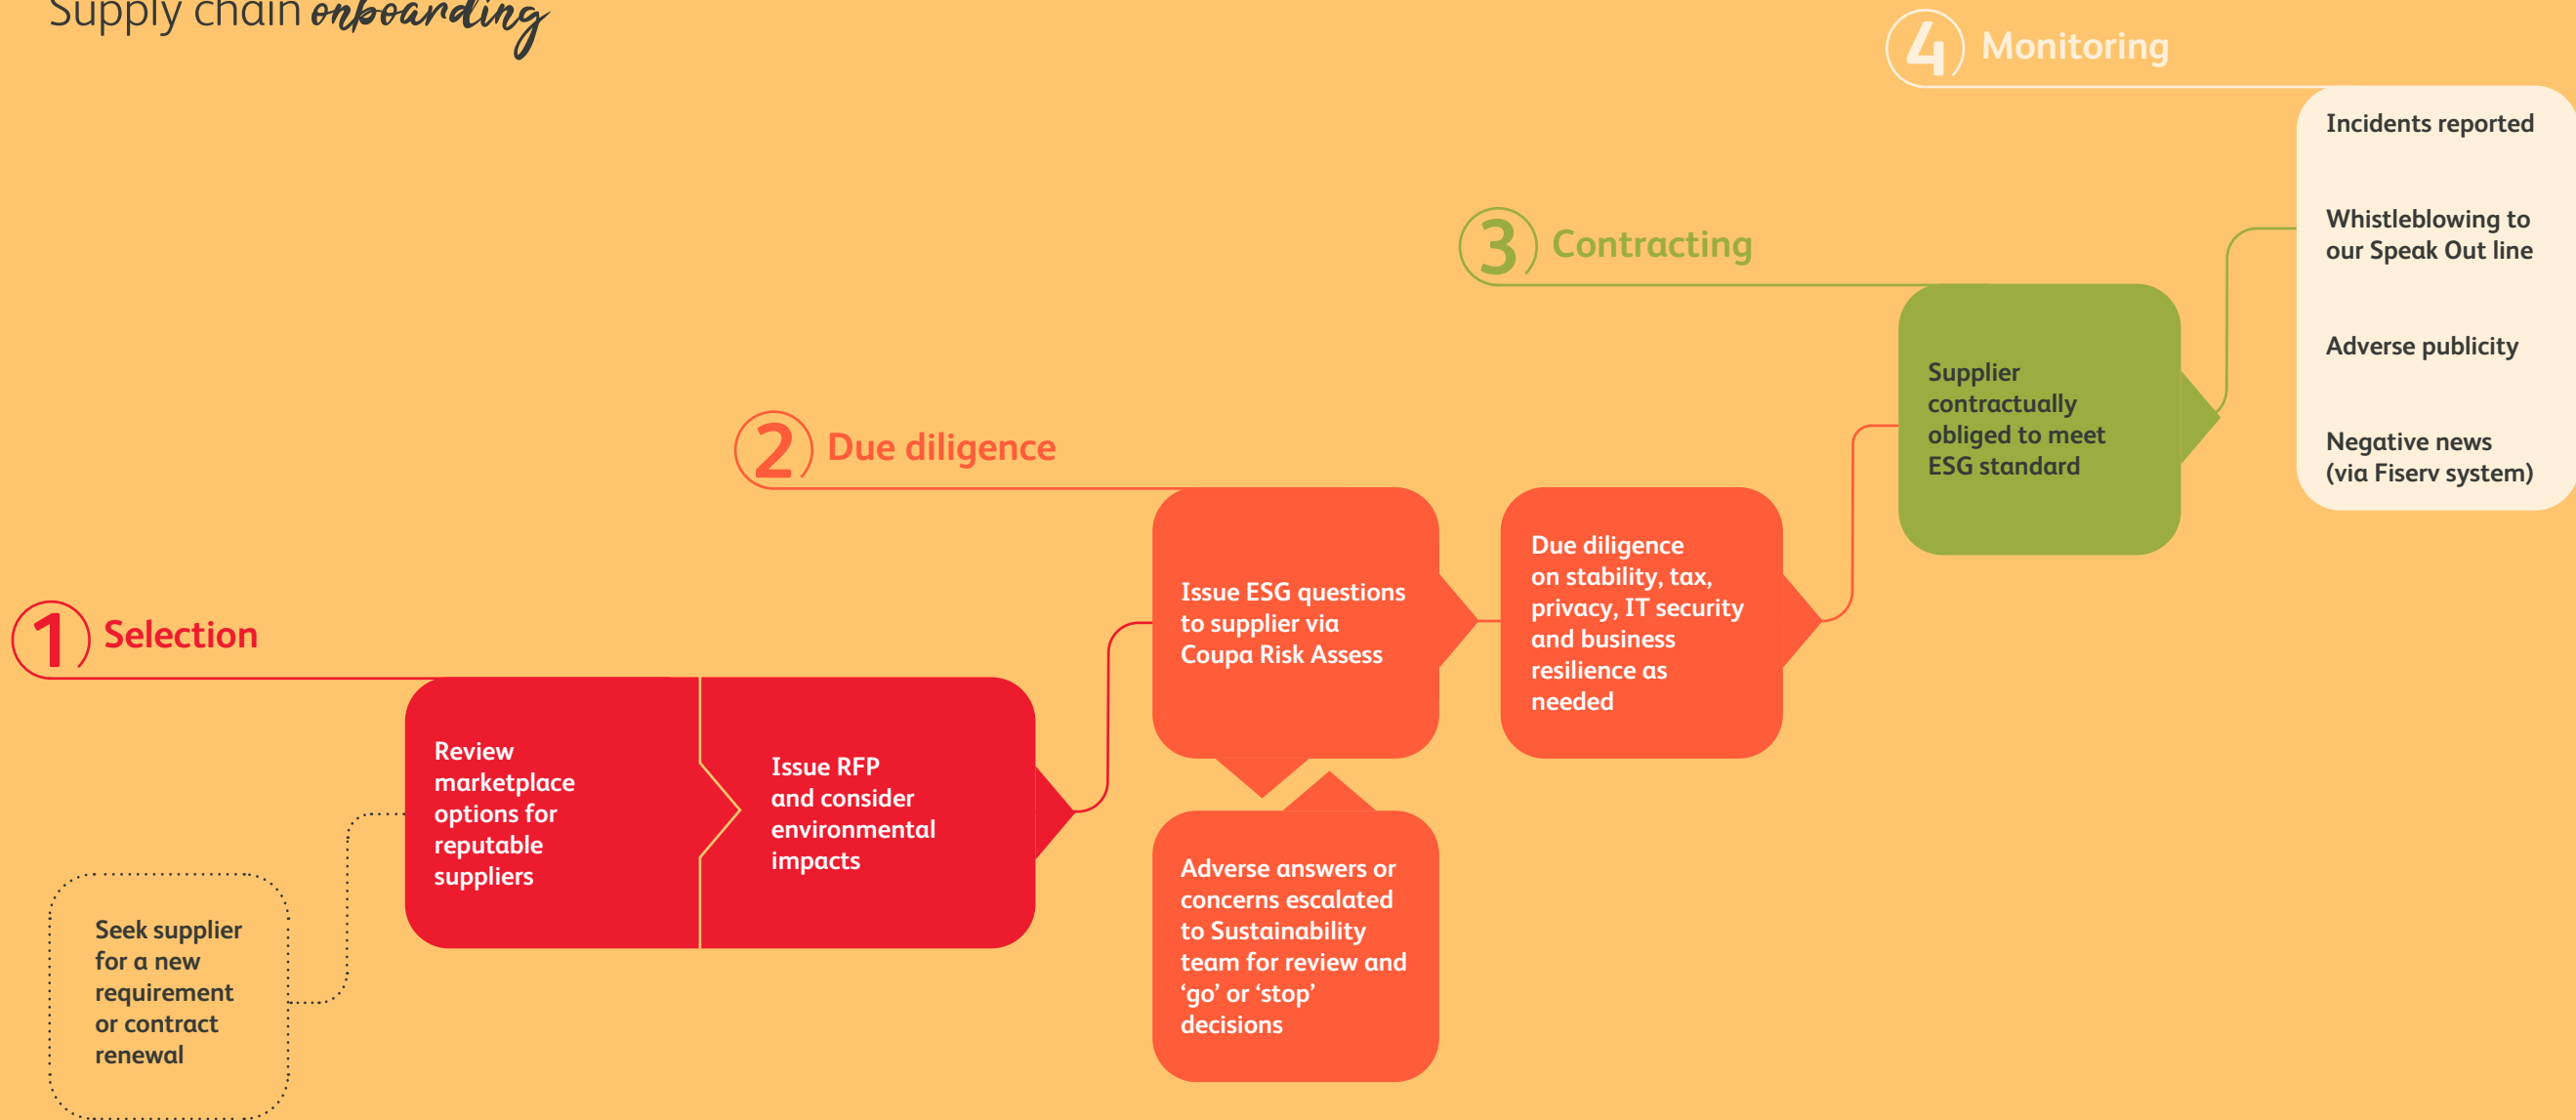 Supply chain onboarding
1 Selection
Seek supplier
for a new
requirement
or contract
renewal
Review
marketplace
options for
reputable
suppliers
Issue RFP
and consider
environmental
impacts
2 Due diligence
Issue ESG questions
to supplier via
Coupa Risk Assess
Adverse answers or
concerns escalated
to Sustainability
team for review and
‘go’ or ‘stop’
decisions
Due diligence
on stability, tax,
privacy, IT security
and business
resilience as
needed
3 Contracting
Supplier
contractually
obliged to meet
ESG standard
4 Monitoring
Incidents reported
Whistleblowing to
our Speak Out line
Adverse publicity
Negative news
(via Fiserv system)